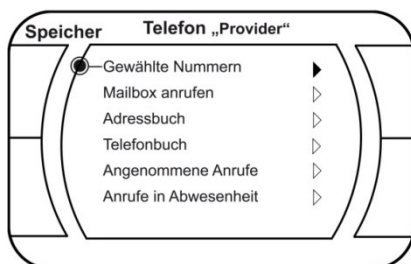 Speicher
Telefon „Provider“
Gewählte Nummern
Mailbox anrufen
Adressbuch
Telefonbuch
Angenommene Anrufe
Anrufe in Abwesenheit